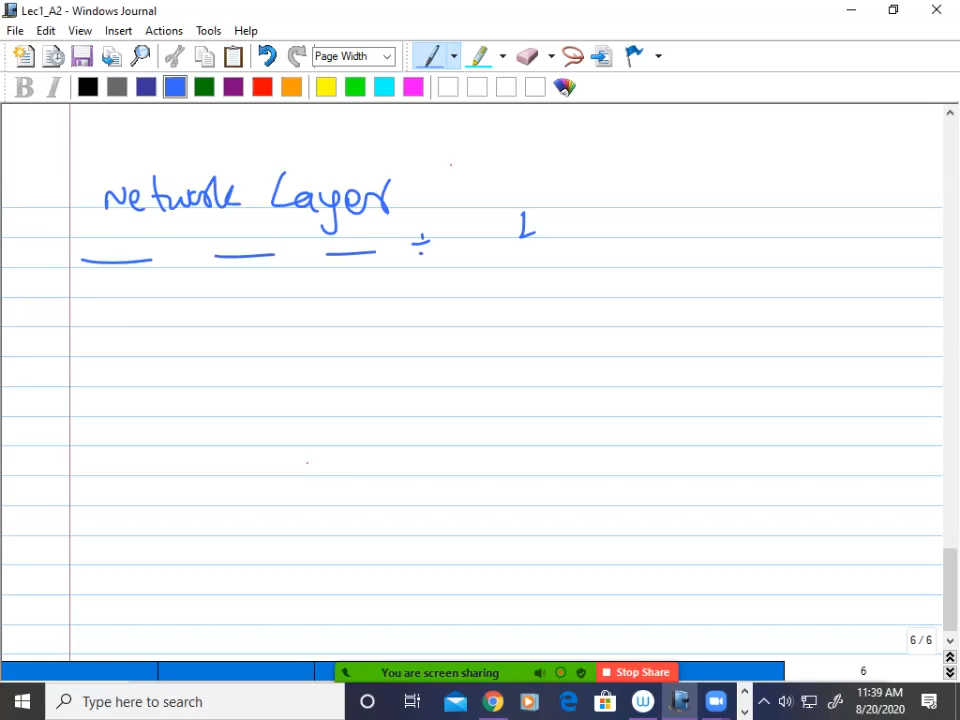 Lec1_A2 - Windows Journal
File Edit View Insert Actions Tools Help
Page Width
B I
Network Layer
÷ L
6 / 6
You are screen sharing Stop Share 6
Type here to search
11:39 AM
8/20/2020